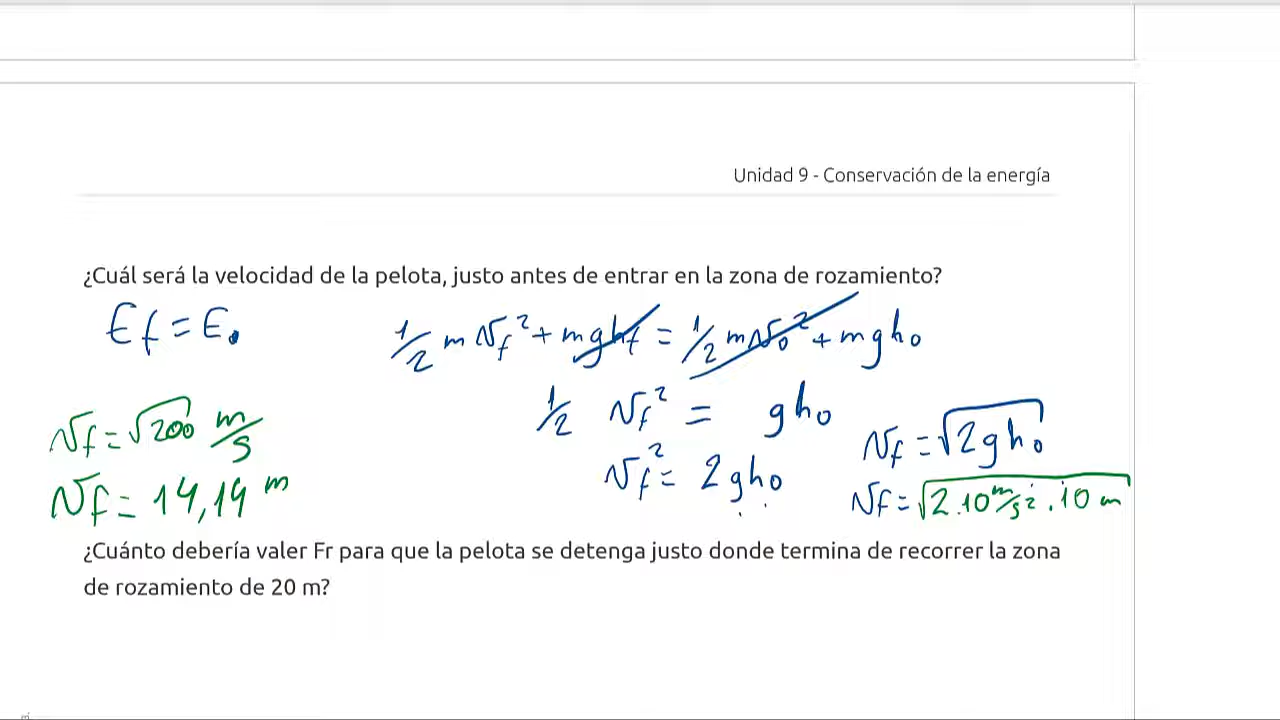 Unidad 9 - Conservación de la energía
¿Cuál será la velocidad de la pelota, justo antes de entrar en la zona de rozamiento?
Ef = E₀
1/2 m Vf² + mghf = 1/2 mV₀² + mgh₀
1/2 Vf² = gh₀
Vf² = 2gh₀
Vf = √2gh₀
Vf = √2.10 m/s² . 10 m
Vf = √200 m/s
Vf = 14,14 m
¿Cuánto debería valer Fr para que la pelota se detenga justo donde termina de recorrer la zona
de rozamiento de 20 m?